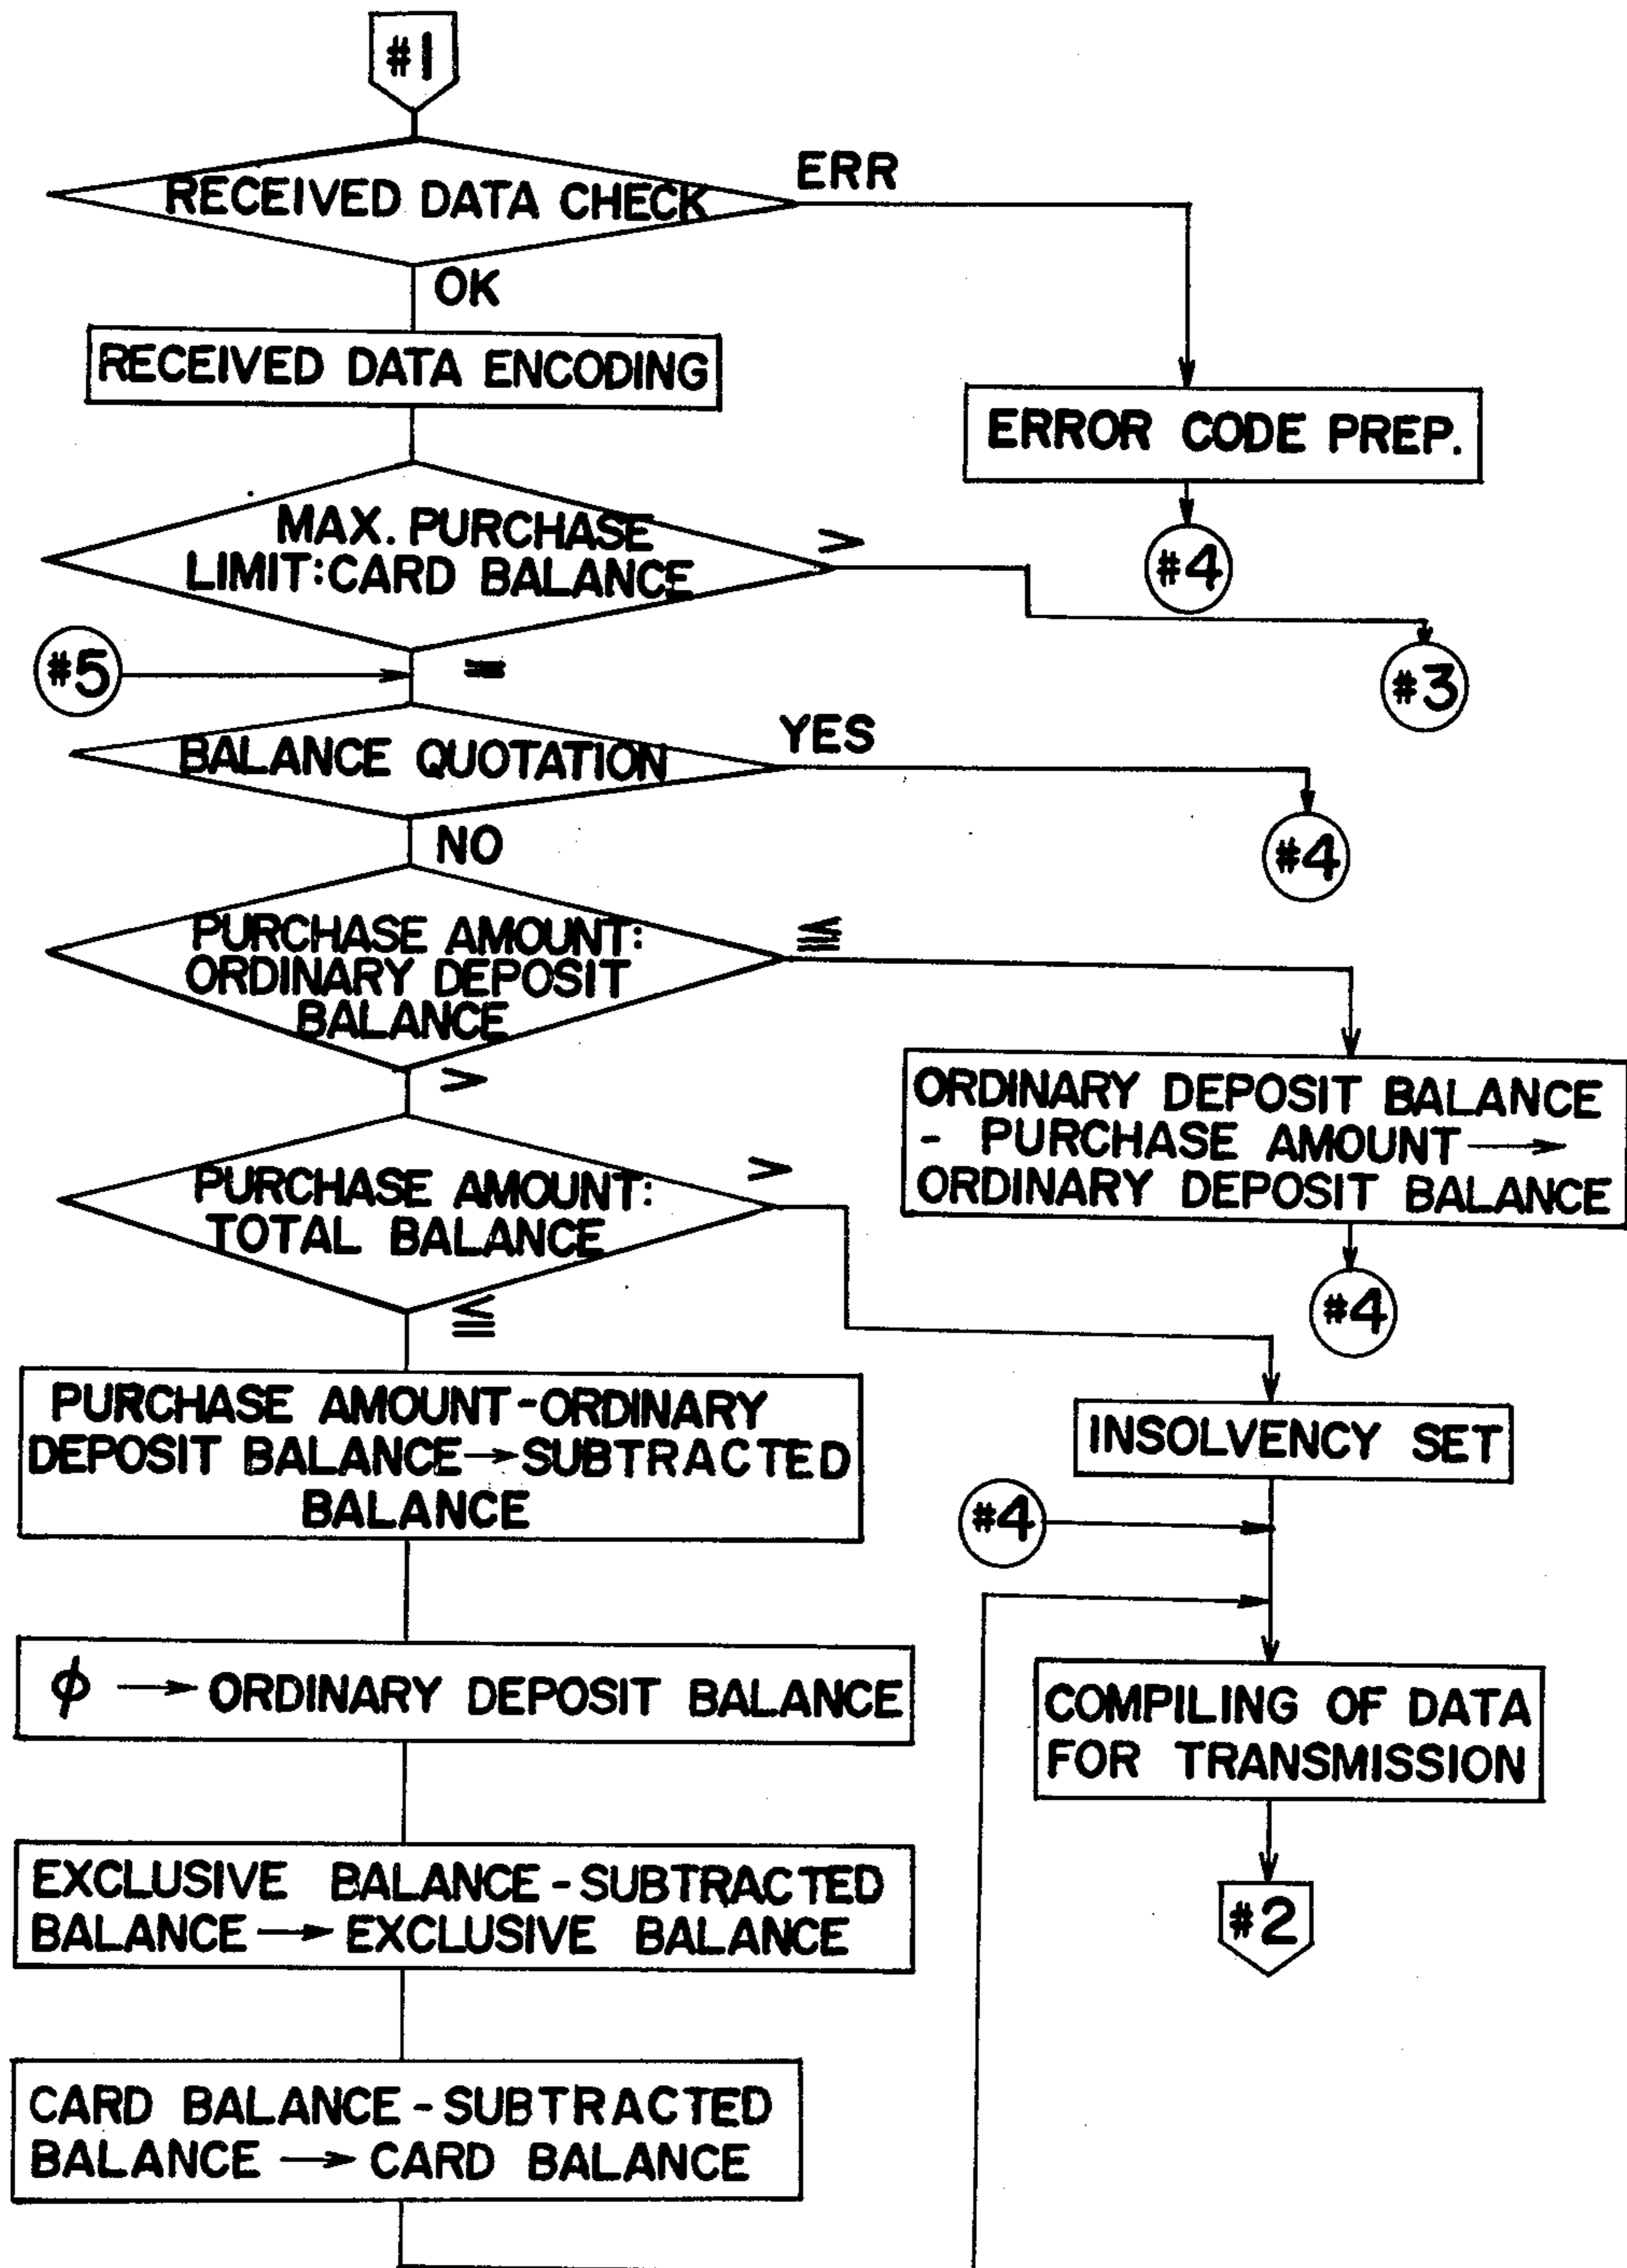 #1
RECEIVED DATA CHECK
ERR
OK
RECEIVED DATA ENCODING
ERROR CODE PREP.
#4
MAX. PURCHASE
LIMIT:CARD BALANCE
>
#3
#5
=
BALANCE QUOTATION
YES
#4
NO
PURCHASE AMOUNT:
ORDINARY DEPOSIT
BALANCE
≦
>
ORDINARY DEPOSIT BALANCE
- PURCHASE AMOUNT →
ORDINARY DEPOSIT BALANCE
#4
PURCHASE AMOUNT:
TOTAL BALANCE
>
≦
PURCHASE AMOUNT-ORDINARY
DEPOSIT BALANCE→SUBTRACTED
BALANCE
INSOLVENCY SET
#4
φ → ORDINARY DEPOSIT BALANCE
COMPILING OF DATA
FOR TRANSMISSION
EXCLUSIVE BALANCE-SUBTRACTED
BALANCE → EXCLUSIVE BALANCE
#2
CARD BALANCE-SUBTRACTED
BALANCE → CARD BALANCE